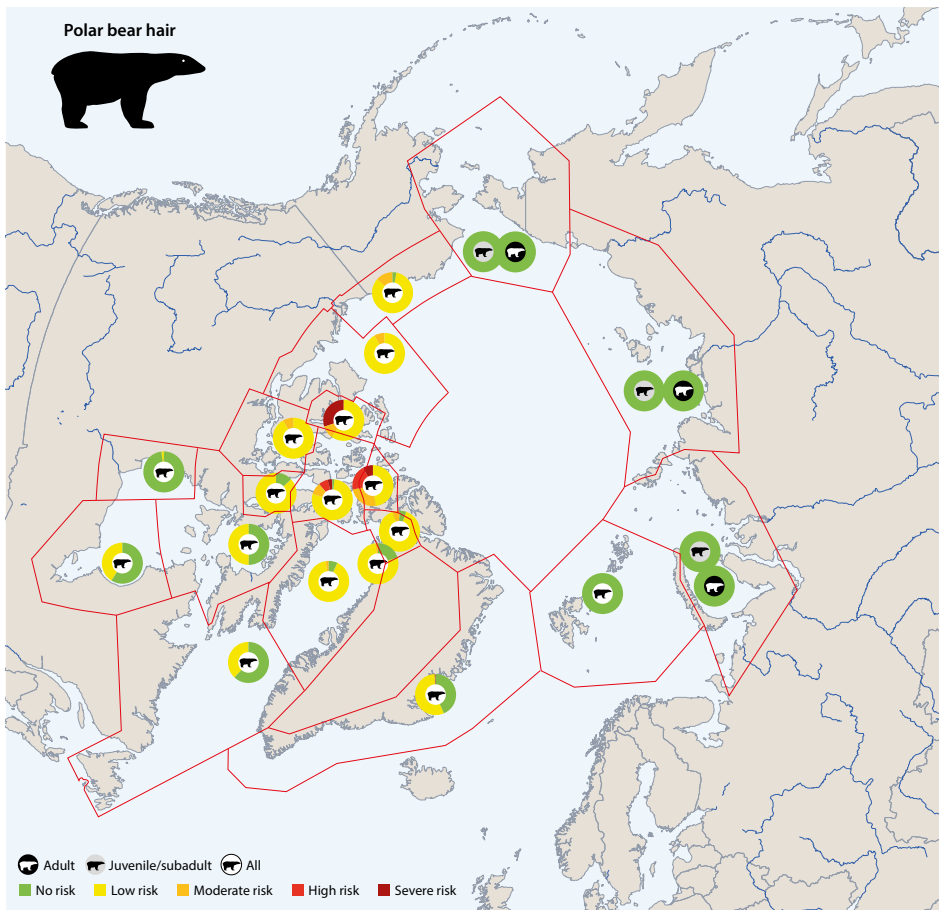 Polar bear hair
Adult Juvenile/subadult All
No risk Low risk Moderate risk High risk Severe risk